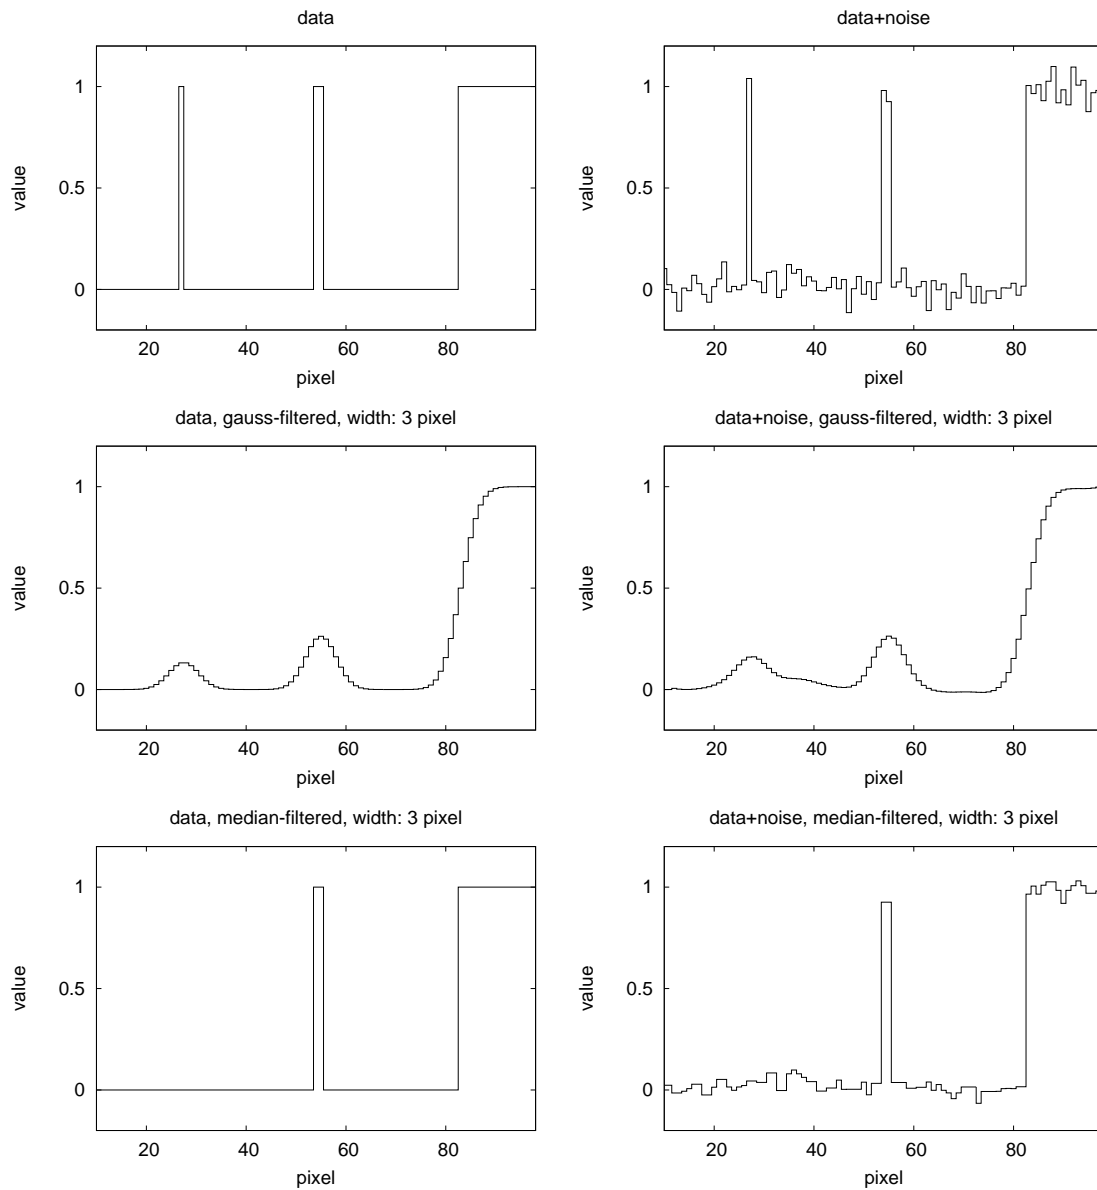 data
1
0.5
0
value
20 40 60 80
pixel
data+noise
1
0.5
0
value
20 40 60 80
pixel
data, gauss-filtered, width: 3 pixel
1
0.5
0
value
20 40 60 80
pixel
data+noise, gauss-filtered, width: 3 pixel
1
0.5
0
value
20 40 60 80
pixel
data, median-filtered, width: 3 pixel
1
0.5
0
value
20 40 60 80
pixel
data+noise, median-filtered, width: 3 pixel
1
0.5
0
value
20 40 60 80
pixel